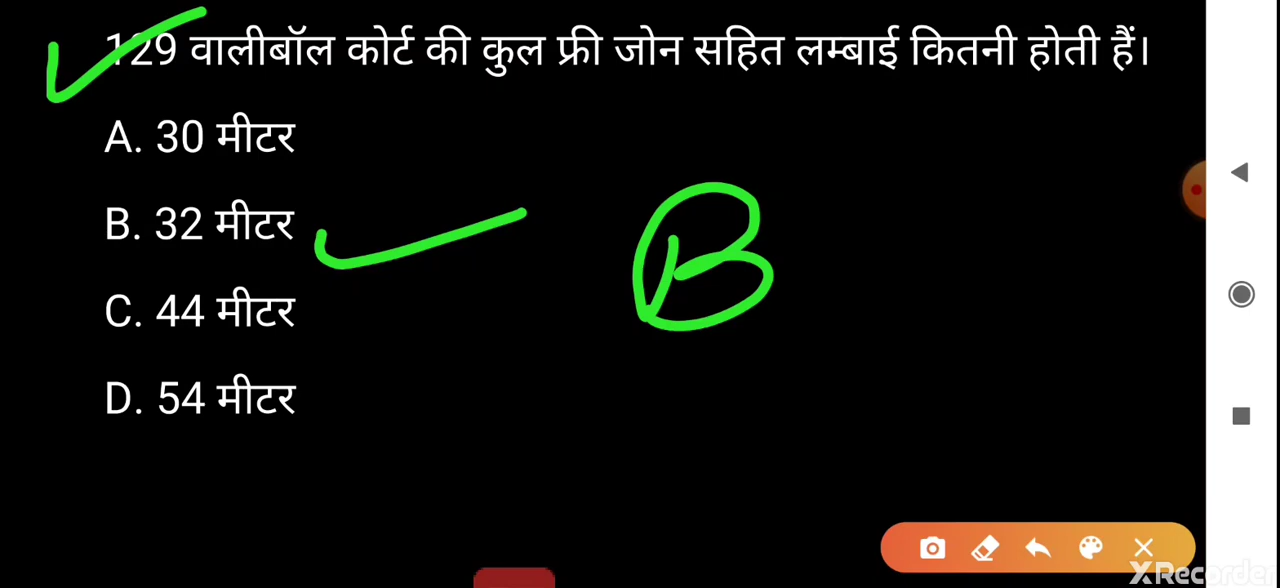 129 वालीबॉल कोर्ट की कुल फ्री जोन सहित लम्बाई कितनी होती हैं।
A. 30 मीटर
B. 32 मीटर
B
C. 44 मीटर
D. 54 मीटर
XRecorder